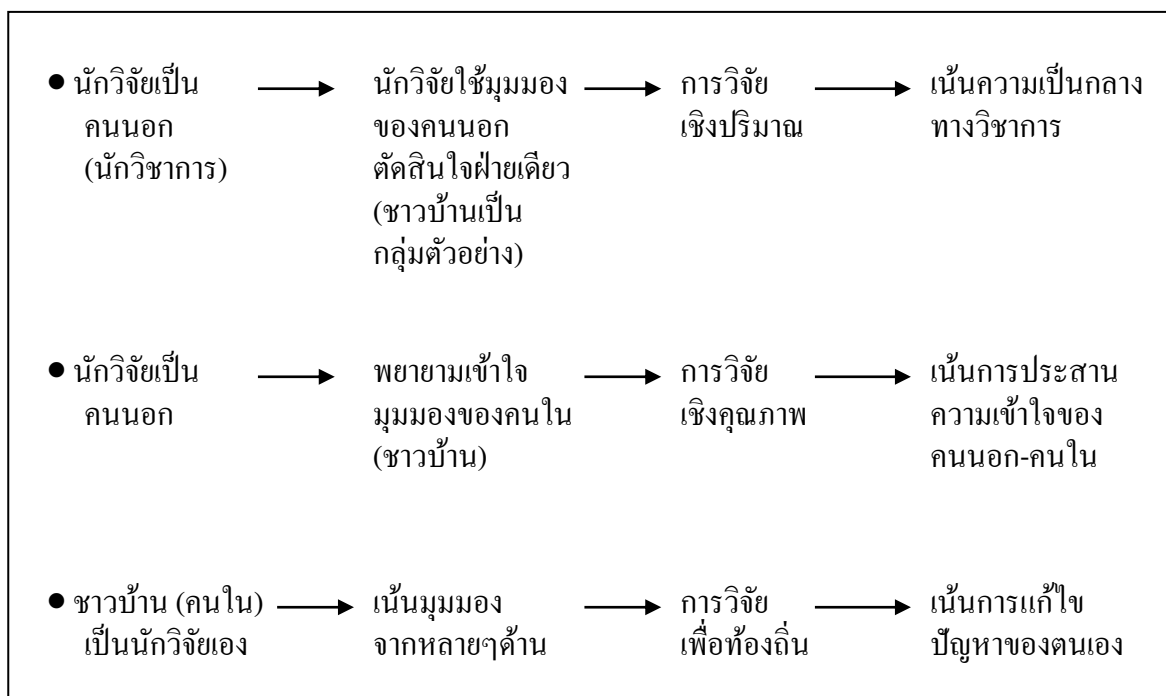 ● นักวิจัยเป็น
คนนอก
(นักวิชาการ)
นักวิจัยใช้มุมมอง
ของคนนอก
ตัดสินใจฝ่ายเดียว
(ชาวบ้านเป็น
กลุ่มตัวอย่าง)
การวิจัย
เชิงปริมาณ
เน้นความเป็นกลาง
ทางวิชาการ
● นักวิจัยเป็น
คนนอก
พยายามเข้าใจ
มุมมองของคนใน
(ชาวบ้าน)
การวิจัย
เชิงคุณภาพ
เน้นการประสาน
ความเข้าใจของ
คนนอก-คนใน
● ชาวบ้าน (คนใน)
เป็นนักวิจัยเอง
เน้นมุมมอง
จากหลายๆด้าน
การวิจัย
เพื่อท้องถิ่น
เน้นการแก้ไข
ปัญหาของตนเอง